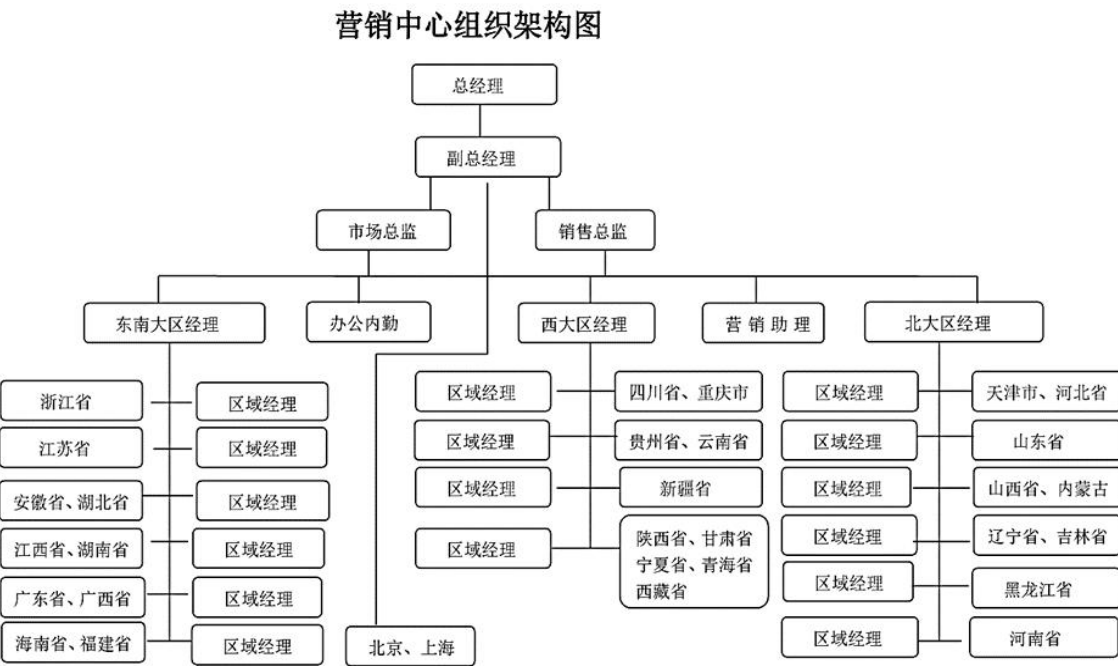 营销中心组织架构图
总经理
副总经理
市场总监
销售总监
东南大区经理
办公内勤
西大区经理
营销助理
北大区经理
浙江省
区域经理
江苏省
区域经理
安徽省、湖北省
区域经理
江西省、湖南省
区域经理
广东省、广西省
区域经理
海南省、福建省
区域经理
北京、上海
区域经理
四川省、重庆市
区域经理
贵州省、云南省
区域经理
新疆省
区域经理
陕西省、甘肃省
宁夏省、青海省
西藏省
区域经理
天津市、河北省
区域经理
山东省
区域经理
山西省、内蒙古
区域经理
辽宁省、吉林省
区域经理
黑龙江省
区域经理
河南省